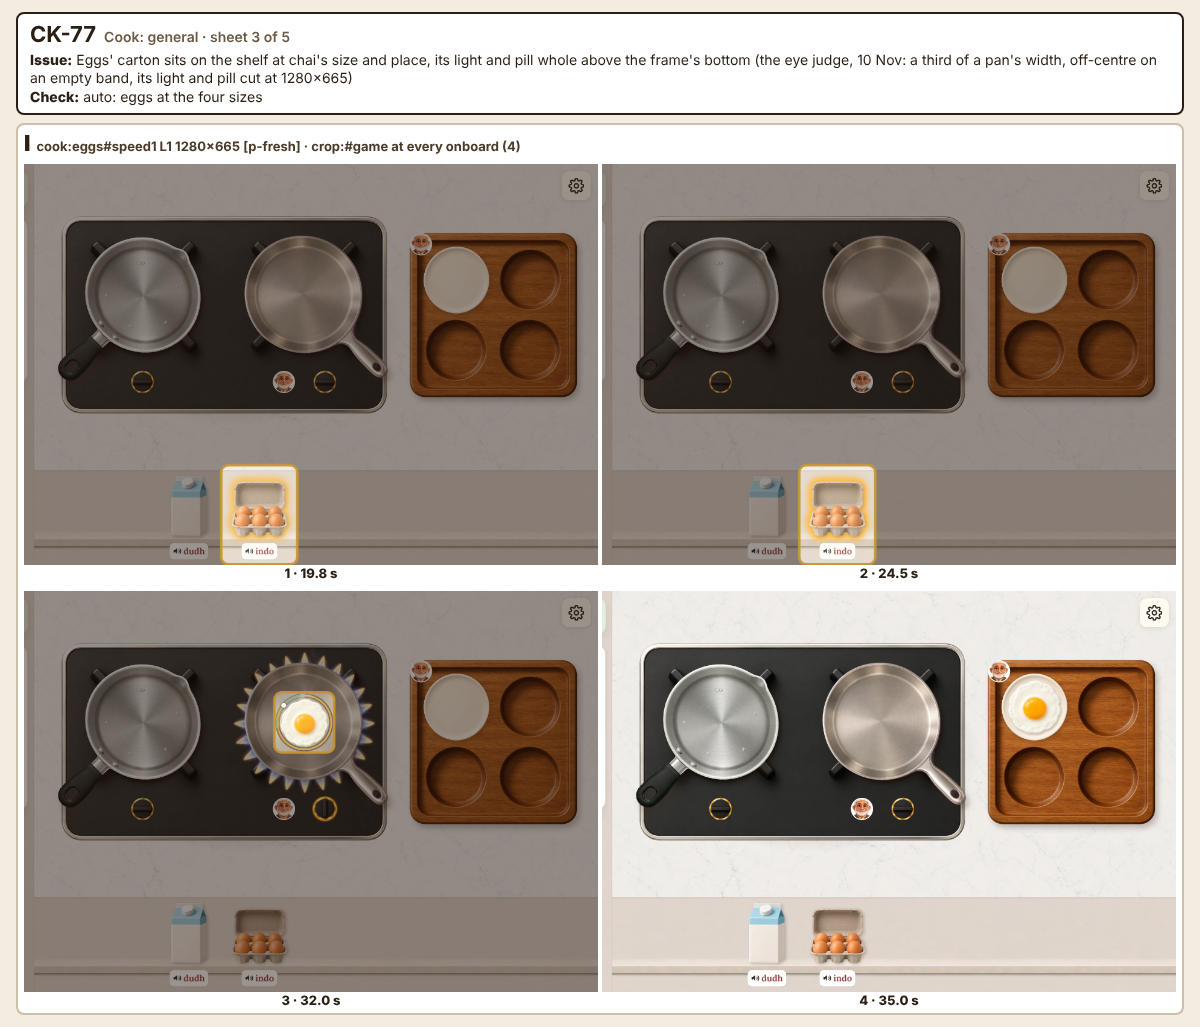 CK-77 Cook: general · sheet 3 of 5
Issue: Eggs' carton sits on the shelf at chai's size and place, its light and pill whole above the frame's bottom (the eye judge, 10 Nov: a third of a pan's width, off-centre on
an empty band, its light and pill cut at 1280×665)
Check: auto: eggs at the four sizes
cook:eggs#speed1 L1 1280×665 [p-fresh] · crop:#game at every onboard (4)
dudh indo
dudh indo
1 · 19.8 s
2 · 24.5 s
dudh indo
dudh indo
3 · 32.0 s
4 · 35.0 s